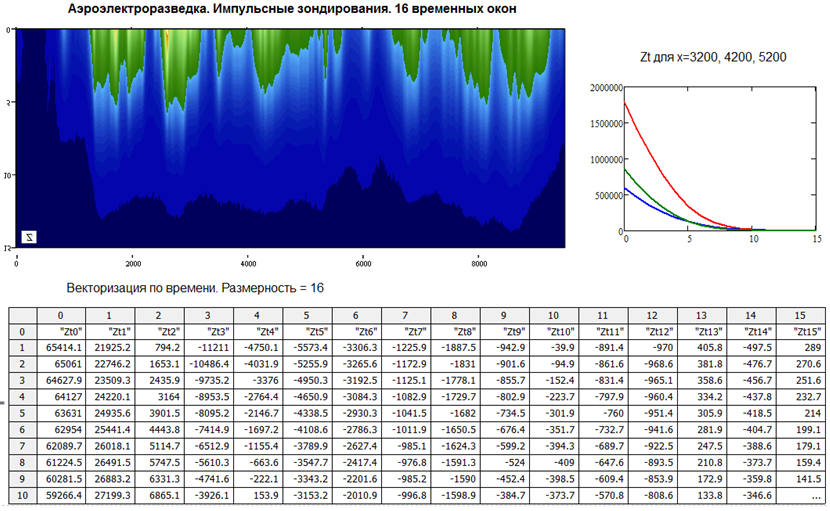 Аэроэлектроразведка. Импульсные зондирования. 16 временных окон
Zt для x=3200, 4200, 5200
0
2
10
12
Z
0 2000 4000 6000 8000
2000000
1500000
1000000
500000
0
0 5 10 15
Векторизация по времени. Размерность = 16
0 1 2 3 4 5 6 7 8 9 10 11 12 13 14 15
0 "Zt0" "Zt1" "Zt2" "Zt3" "Zt4" "Zt5" "Zt6" "Zt7" "Zt8" "Zt9" "Zt10" "Zt11" "Zt12" "Zt13" "Zt14" "Zt15"
1 65414.1 21925.2 794.2 -11211 -4750.1 -5573.4 -3306.3 -1225.9 -1887.5 -942.9 -39.9 -891.4 -970 405.8 -497.5 289
2 65061 22746.2 1653.1 -10486.4 -4031.9 -5255.9 -3265.6 -1172.9 -1831 -901.6 -94.9 -861.6 -968.6 381.8 -476.7 270.6
3 64627.9 23509.3 2435.9 -9735.2 -3376 -4950.3 -3192.5 -1125.1 -1778.1 -855.7 -152.4 -831.4 -965.1 358.6 -456.7 251.6
4 64127 24220.1 3164 -8953.5 -2764.4 -4650.9 -3084.3 -1082.9 -1729.7 -802.9 -223.7 -797.9 -960.4 334.2 -437.8 232.7
= 5 63631 24935.6 3901.5 -8095.2 -2146.7 -4338.5 -2930.3 -1041.5 -1682 -734.5 -301.9 -760 -951.4 305.9 -418.5 214
6 62954 25441.4 4443.8 -7414.9 -1697.2 -4108.6 -2786.3 -1011.9 -1650.5 -676.4 -351.7 -732.7 -941.6 281.9 -404.7 199.1
7 62089.7 26018.1 5114.7 -6512.9 -1155.4 -3789.9 -2627.4 -985.1 -1624.3 -599.2 -394.3 -689.7 -922.5 247.5 -388.6 179.1
8 61224.5 26491.5 5747.7 -5610.3 -663.6 -3547.7 -2417.4 -976.8 -1591.3 -524 -409 -647.6 -893.5 210.8 -373.7 159.4
9 60281.5 26883.2 6331.3 -4741.6 -222.1 -3343.2 -2201.6 -985.2 -1590 -452.4 -398.5 -609.4 -853.9 172.9 -359.8 141.5
10 59266.4 27199.3 6865.1 -3926.1 153.9 -3153.2 -2010.9 -996.8 -1598.9 -384.7 -373.7 -570.8 -808.6 133.8 -346.6 ...